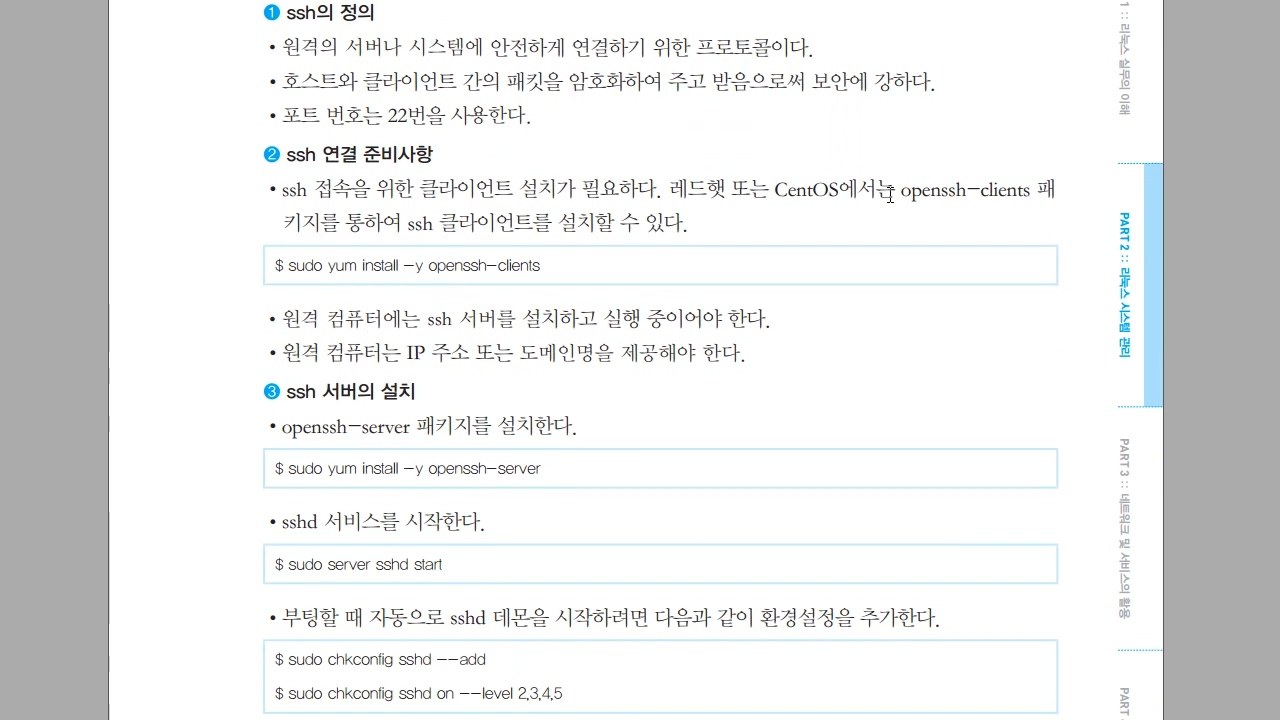 ❶ ssh의 정의
• 원격의 서버나 시스템에 안전하게 연결하기 위한 프로토콜이다.
• 호스트와 클라이언트 간의 패킷을 암호화하여 주고 받음으로써 보안에 강하다.
• 포트 번호는 22번을 사용한다.
❷ ssh 연결 준비사항
• ssh 접속을 위한 클라이언트 설치가 필요하다. 레드햇 또는 CentOS에서는 openssh-clients 패
키지를 통하여 ssh 클라이언트를 설치할 수 있다.
$ sudo yum install -y openssh-clients
• 원격 컴퓨터에는 ssh 서버를 설치하고 실행 중이어야 한다.
• 원격 컴퓨터는 IP 주소 또는 도메인명을 제공해야 한다.
❸ ssh 서버의 설치
• openssh-server 패키지를 설치한다.
$ sudo yum install -y openssh-server
• sshd 서비스를 시작한다.
$ sudo server sshd start
• 부팅할 때 자동으로 sshd 데몬을 시작하려면 다음과 같이 환경설정을 추가한다.
$ sudo chkconfig add
$ sudo chkconfig sshd on --level 2,3,4,5
1 :: 리눅스 실무의 이해
PART 2 :: 리눅스 시스템 관리
PART 3 :: 네트워크 및 서비스의 활용
PART